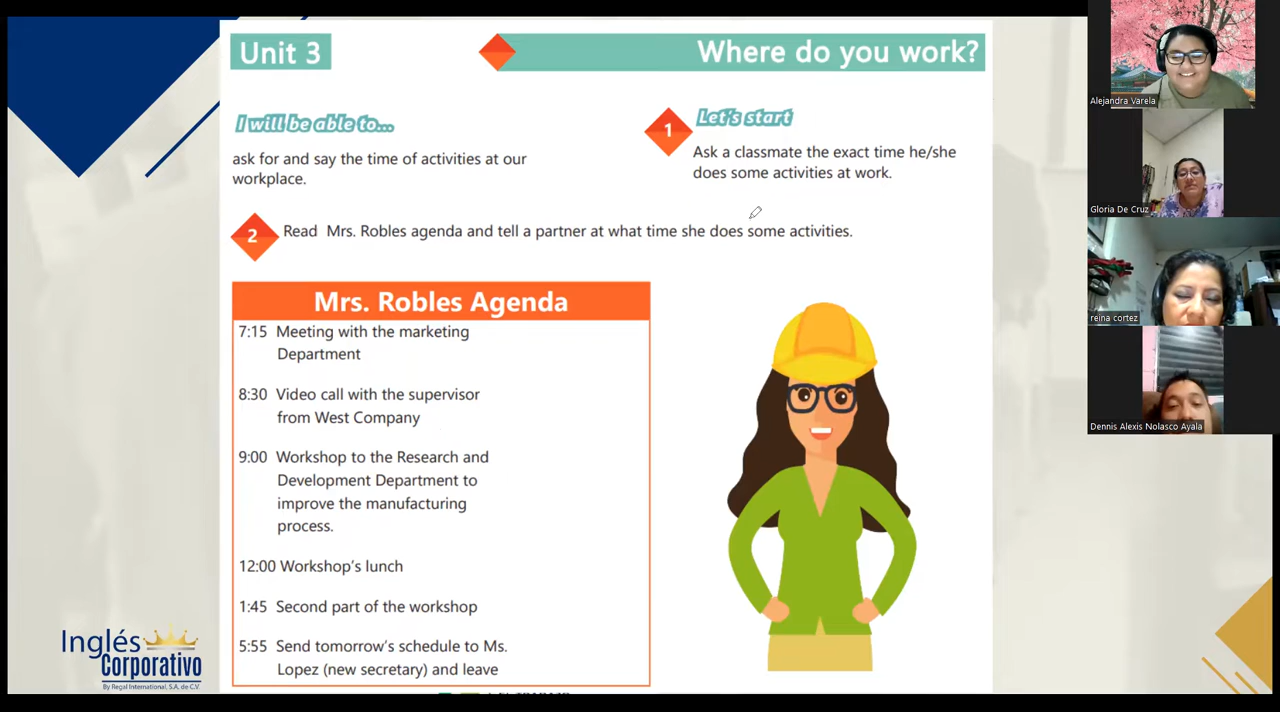 Unit 3
Where do you work?
I will be able to...
ask for and say the time of activities at our
workplace.
1
Let's start
Ask a classmate the exact time he/she
does some activities at work.
2
Read Mrs. Robles agenda and tell a partner at what time she does some activities.
Mrs. Robles Agenda
7:15 Meeting with the marketing
Department
8:30 Video call with the supervisor
from West Company
9:00 Workshop to the Research and
Development Department to
improve the manufacturing
process.
12:00 Workshop's lunch
1:45 Second part of the workshop
5:55 Send tomorrow's schedule to Ms.
Lopez (new secretary) and leave
Inglés
Corporativo
By Regal International, S.A. de C.V.
Alejandra Varela
Gloria De Cruz
reina cortez
Dennis Alexis Nolasco Ayala